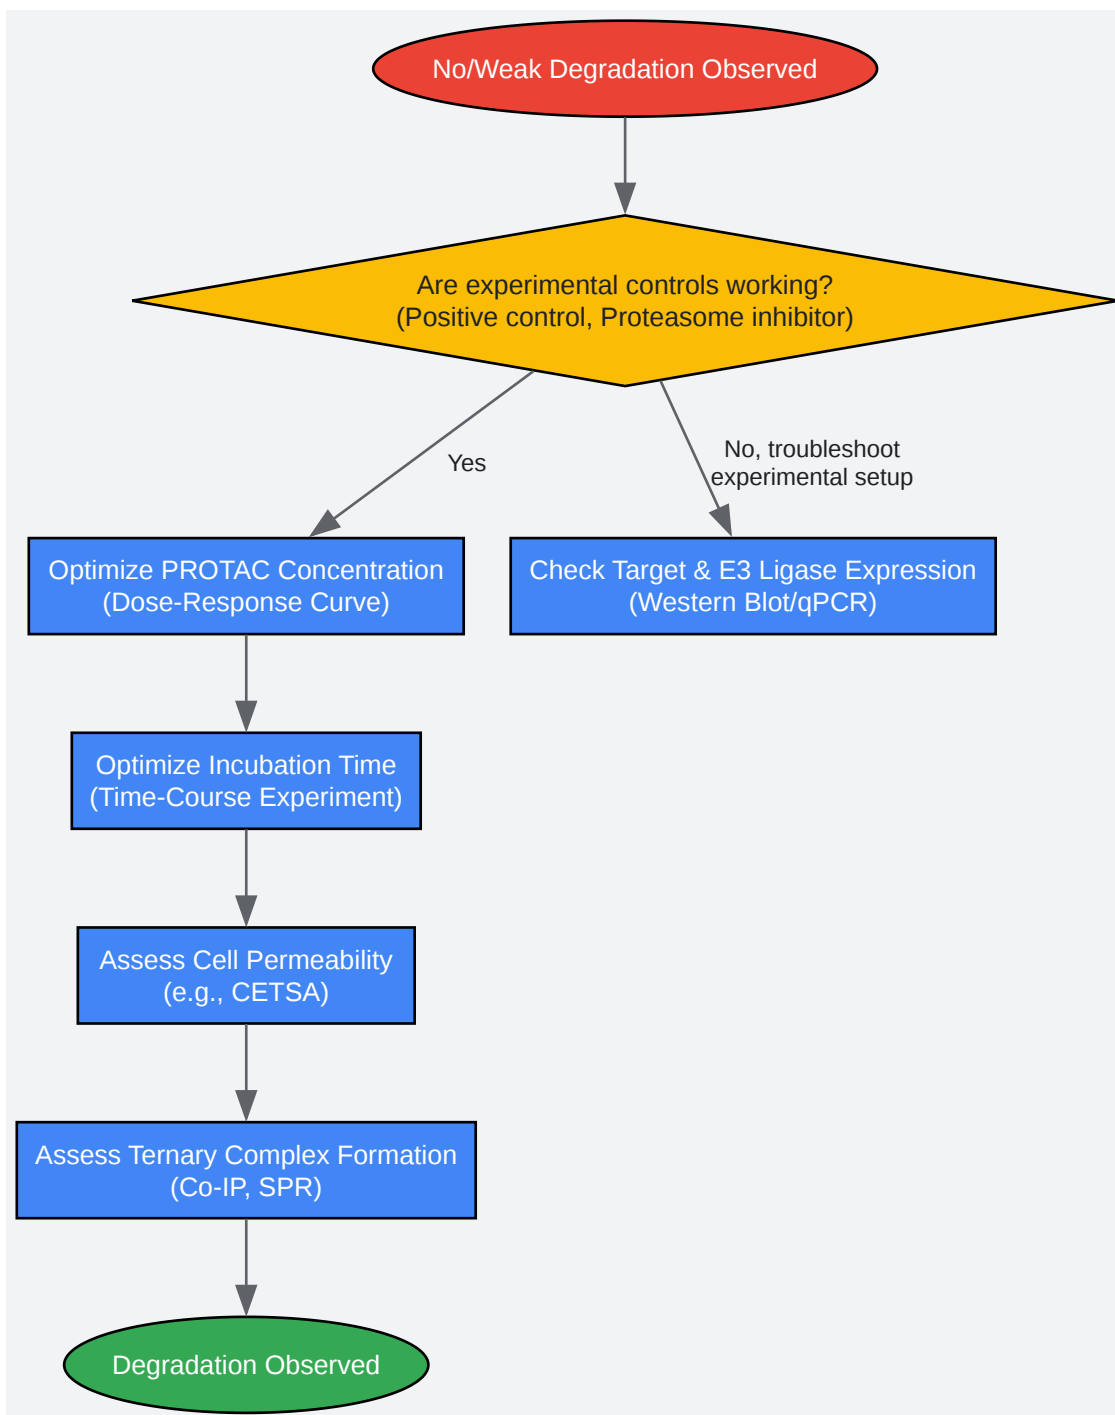 No/Weak Degradation Observed
Are experimental controls working?
(Positive control, Proteasome inhibitor)
Yes
No, troubleshoot
experimental setup
Optimize PROTAC Concentration
(Dose-Response Curve)
Check Target & E3 Ligase Expression
(Western Blot/qPCR)
Optimize Incubation Time
(Time-Course Experiment)
Assess Cell Permeability
(e.g., CETSA)
Assess Ternary Complex Formation
(Co-IP, SPR)
Degradation Observed